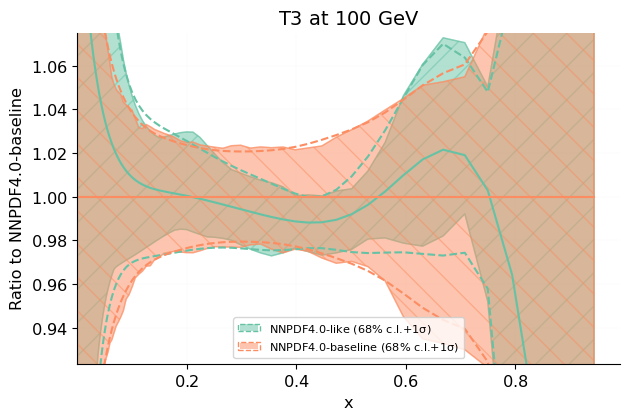 T3 at 100 GeV
Ratio to NNPDF4.0-baseline
1.06
1.04
1.02
1.00
0.98
0.96
0.94
NNPDF4.0-like (68% c.l.+1σ)
NNPDF4.0-baseline (68% c.l.+1σ)
0.2 0.4 0.6 0.8
x